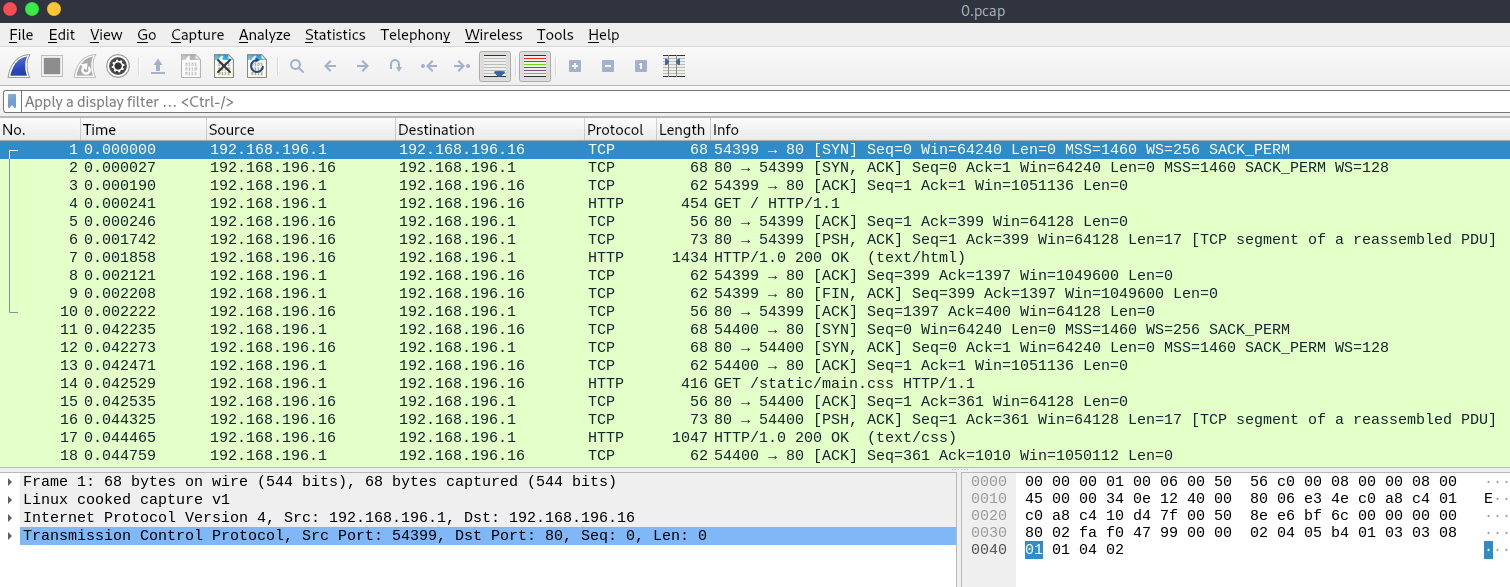 0.pcap
File Edit View Go Capture Analyze Statistics Telephony Wireless Tools Help
Apply a display filter … <Ctrl-/>
No. Time Source Destination Protocol Length Info
1 0.000000 192.168.196.1 192.168.196.16 TCP 68 54399 → 80 [SYN] Seq=0 Win=64240 Len=0 MSS=1460 WS=256 SACK_PERM
2 0.000027 192.168.196.16 192.168.196.1 TCP 68 80 → 54399 [SYN, ACK] Seq=0 Ack=1 Win=64240 Len=0 MSS=1460 SACK_PERM WS=128
3 0.000190 192.168.196.1 192.168.196.16 TCP 62 54399 → 80 [ACK] Seq=1 Ack=1 Win=1051136 Len=0
4 0.000241 192.168.196.1 192.168.196.16 HTTP 454 GET / HTTP/1.1
5 0.000246 192.168.196.16 192.168.196.1 TCP 56 80 → 54399 [ACK] Seq=1 Ack=399 Win=64128 Len=0
6 0.001742 192.168.196.16 192.168.196.1 TCP 73 80 → 54399 [PSH, ACK] Seq=1 Ack=399 Win=64128 Len=17 [TCP segment of a reassembled PDU]
7 0.001858 192.168.196.16 192.168.196.1 HTTP 1434 HTTP/1.0 200 OK  (text/html)
8 0.002121 192.168.196.1 192.168.196.16 TCP 62 54399 → 80 [ACK] Seq=399 Ack=1397 Win=1049600 Len=0
9 0.002208 192.168.196.1 192.168.196.16 TCP 62 54399 → 80 [FIN, ACK] Seq=399 Ack=1397 Win=1049600 Len=0
10 0.002222 192.168.196.16 192.168.196.1 TCP 56 80 → 54399 [ACK] Seq=1397 Ack=400 Win=64128 Len=0
11 0.042235 192.168.196.1 192.168.196.16 TCP 68 54400 → 80 [SYN] Seq=0 Win=64240 Len=0 MSS=1460 WS=256 SACK_PERM
12 0.042273 192.168.196.16 192.168.196.1 TCP 68 80 → 54400 [SYN, ACK] Seq=0 Ack=1 Win=64240 Len=0 MSS=1460 SACK_PERM WS=128
13 0.042471 192.168.196.1 192.168.196.16 TCP 62 54400 → 80 [ACK] Seq=1 Ack=1 Win=1051136 Len=0
14 0.042529 192.168.196.1 192.168.196.16 HTTP 416 GET /static/main.css HTTP/1.1
15 0.042535 192.168.196.16 192.168.196.1 TCP 56 80 → 54400 [ACK] Seq=1 Ack=361 Win=64128 Len=0
16 0.044325 192.168.196.16 192.168.196.1 TCP 73 80 → 54400 [PSH, ACK] Seq=1 Ack=361 Win=64128 Len=17 [TCP segment of a reassembled PDU]
17 0.044465 192.168.196.16 192.168.196.1 HTTP 1047 HTTP/1.0 200 OK  (text/css)
18 0.044759 192.168.196.1 192.168.196.16 TCP 62 54400 → 80 [ACK] Seq=361 Ack=1010 Win=1050112 Len=0
Frame 1: 68 bytes on wire (544 bits), 68 bytes captured (544 bits)
Linux cooked capture v1
Internet Protocol Version 4, Src: 192.168.196.1, Dst: 192.168.196.16
Transmission Control Protocol, Src Port: 54399, Dst Port: 80, Seq: 0, Len: 0
0000 00 00 00 01 00 06 00 50 56 c0 00 08 00 00 08 00 ···
0010 45 00 00 34 0e 12 40 00 80 06 e3 4e c0 a8 c4 01 E··
0020 c0 a8 c4 10 d4 7f 00 50 8e e6 bf 6c 00 00 00 00 ···
0030 80 02 fa f0 47 99 00 00 02 04 05 b4 01 03 03 08 ···
0040 01 01 04 02 ···